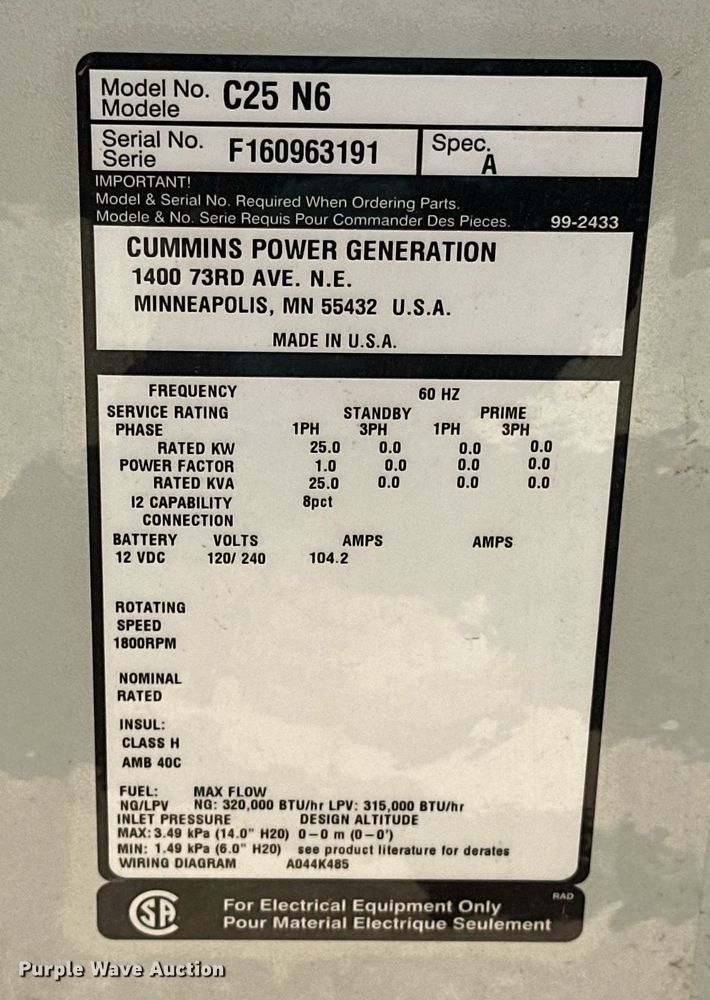 Model No. C25 N6
Modele
Serial No. F160963191
Serie
Spec.
A
IMPORTANT!
Model & Serial No. Required When Ordering Parts.
Modele & No. Serie Requis Pour Commander Des Pieces. 99-2433
CUMMINS POWER GENERATION
1400 73RD AVE. N.E.
MINNEAPOLIS, MN 55432 U.S.A.
MADE IN U.S.A.
FREQUENCY 60 HZ
SERVICE RATING STANDBY PRIME
PHASE 1PH 3PH 1PH 3PH
RATED KW 25.0 0.0 0.0 0.0
POWER FACTOR 1.0 0.0 0.0 0.0
RATED KVA 25.0 0.0 0.0 0.0
I2 CAPABILITY 8pct
CONNECTION
BATTERY VOLTS AMPS AMPS
12 VDC 120/ 240 104.2
ROTATING
SPEED
1800RPM
NOMINAL
RATED
INSUL:
CLASS H
AMB 40C
FUEL: MAX FLOW
NG/LPV NG: 320,000 BTU/hr LPV: 315,000 BTU/hr
INLET PRESSURE DESIGN ALTITUDE
MAX: 3.49 kPa (14.0" H20) 0-0 m (0-0')
MIN: 1.49 kPa (6.0" H20) see product literature for derates
WIRING DIAGRAM A044K485
RAD
SA
For Electrical Equipment Only
Pour Material Electrique Seulement
Purple Wave Auction